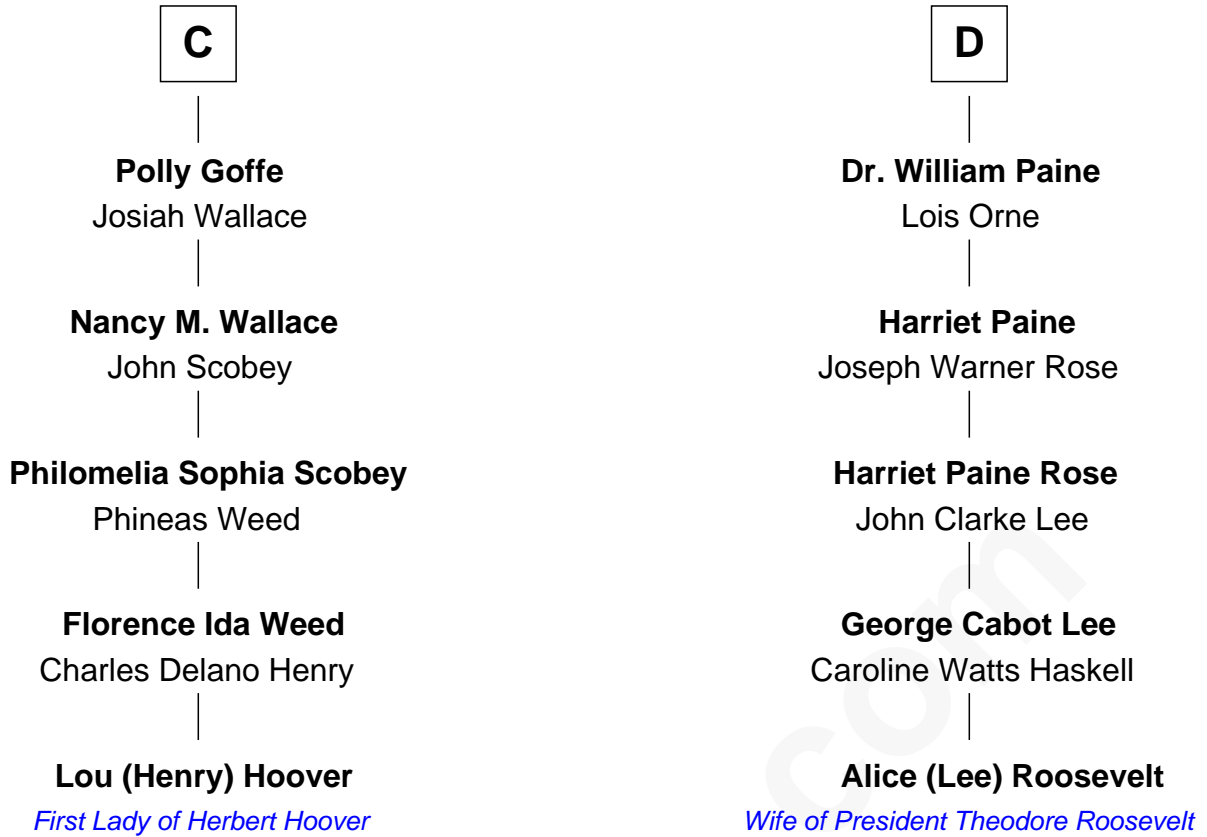 C
Polly Goffe
Josiah Wallace
Nancy M. Wallace
John Scobey
Philomelia Sophia Scobey
Phineas Weed
Florence Ida Weed
Charles Delano Henry
Lou (Henry) Hoover
First Lady of Herbert Hoover
D
Dr. William Paine
Lois Orne
Harriet Paine
Joseph Warner Rose
Harriet Paine Rose
John Clarke Lee
George Cabot Lee
Caroline Watts Haskell
Alice (Lee) Roosevelt
Wife of President Theodore Roosevelt
com